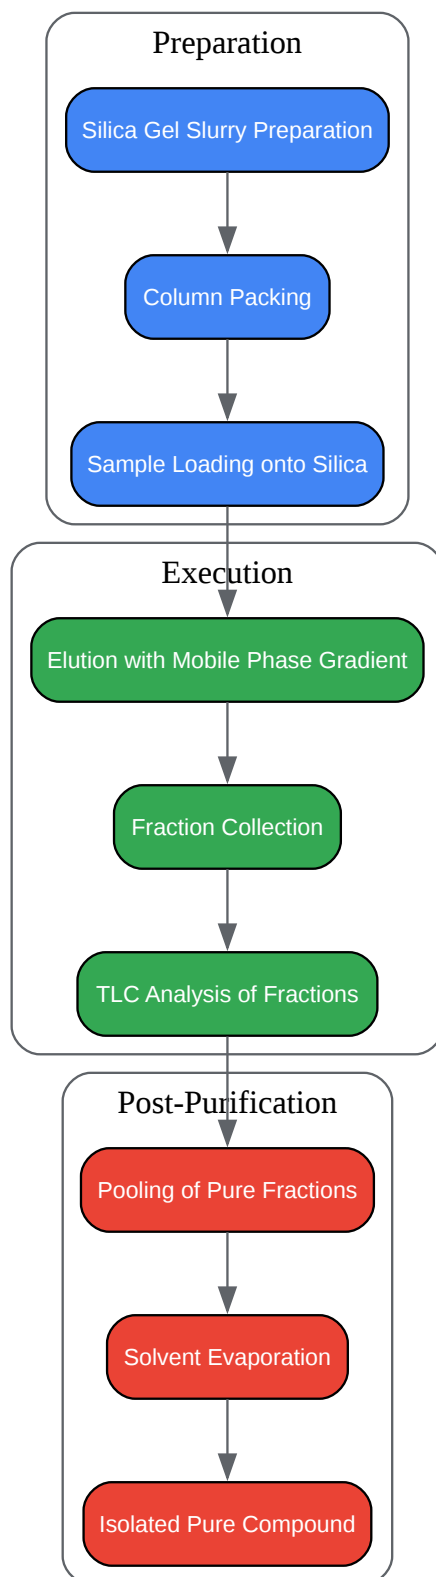 Preparation
Silica Gel Slurry Preparation
Column Packing
Sample Loading onto Silica
Execution
Elution with Mobile Phase Gradient
Fraction Collection
TLC Analysis of Fractions
Post-Purification
Pooling of Pure Fractions
Solvent Evaporation
Isolated Pure Compound